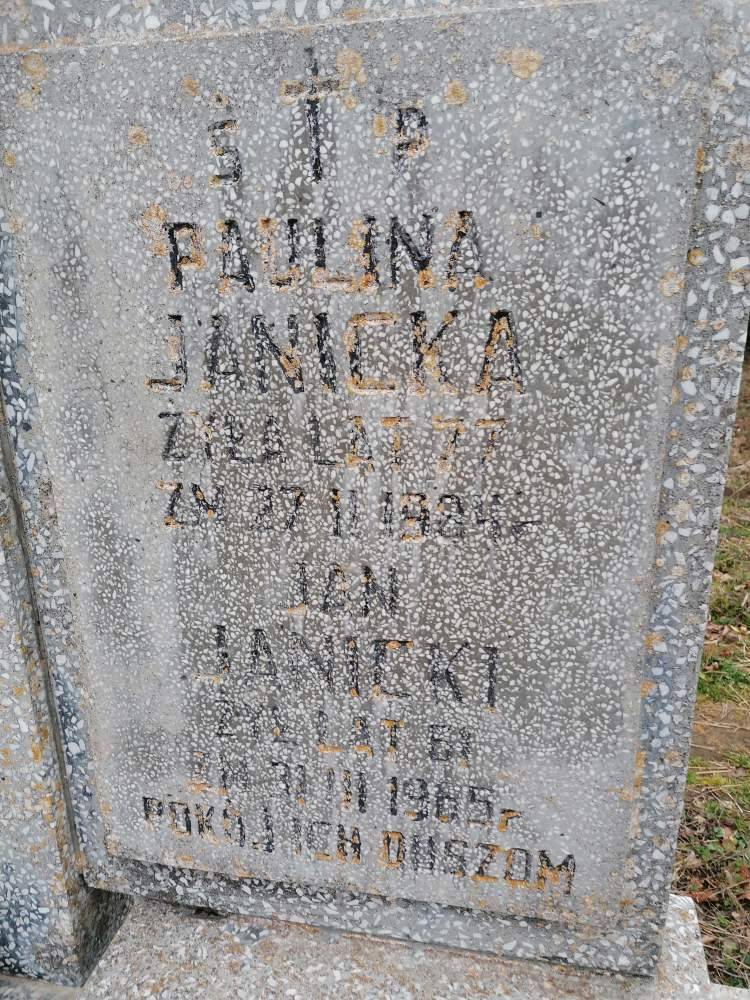 Ś † P
PAULINA
JANICKA
ŻYŁA LAT 77
ZM 27 II 1984 r
JAN
JANICKI
ŻYŁ LAT 61
ZM 31 III 1965 r
POKÓJ ICH DUSZOM